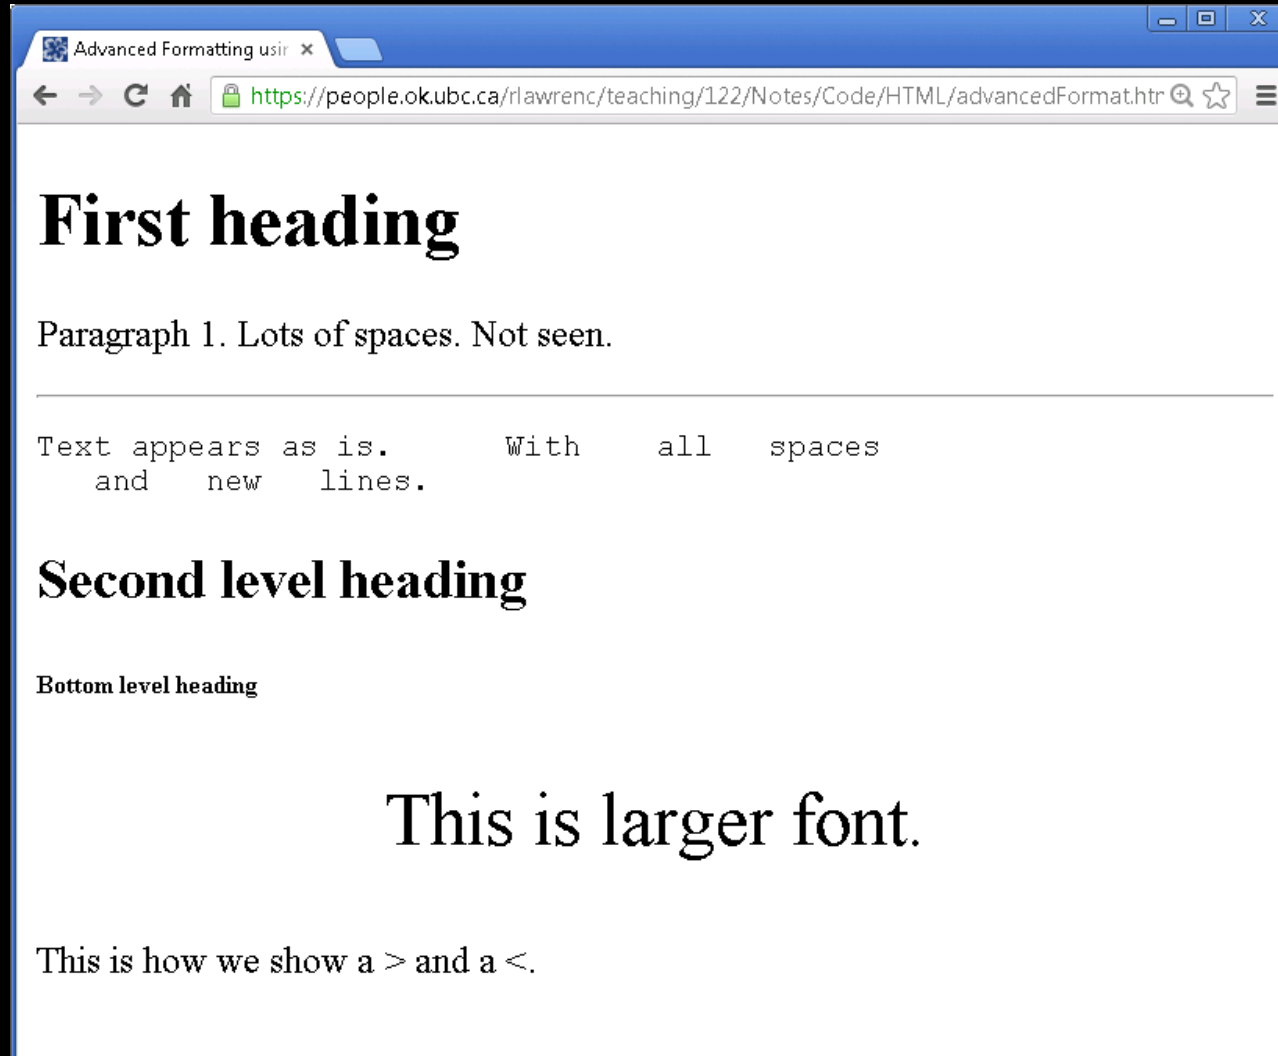 Advanced Formatting usin
https://people.ok.ubc.ca/rlawrenc/teaching/122/Notes/Code/HTML/advancedFormat.htr
First heading
Paragraph 1. Lots of spaces. Not seen.
Text appears as is.      With    all   spaces
   and   new   lines.
Second level heading
Bottom level heading
This is larger font.
This is how we show a > and a <.